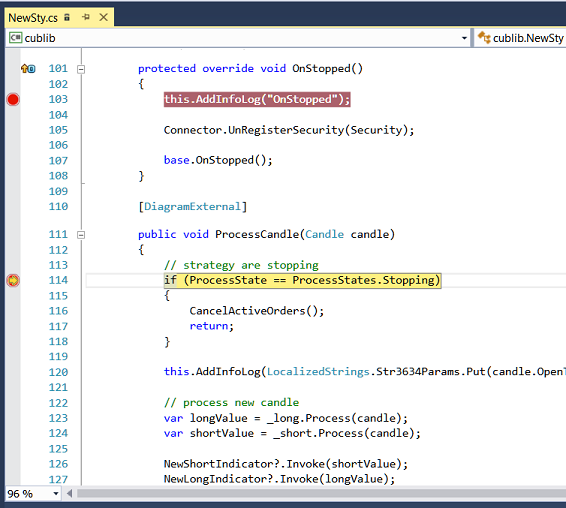 NewSty.cs
C# cublib cublib.NewSty
101 protected override void OnStopped()
102 {
103 this.AddInfoLog("OnStopped");
104
105 Connector.UnRegisterSecurity(Security);
106
107 base.OnStopped();
108 }
109
110 [DiagramExternal]
111 public void ProcessCandle(Candle candle)
112 {
113 // strategy are stopping
114 if (ProcessState == ProcessStates.Stopping)
115 {
116 CancelActiveOrders();
117 return;
118 }
119
120 this.AddInfoLog(LocalizedStrings.Str3634Params.Put(candle.OpenT
121
122 // process new candle
123 var longValue = _long.Process(candle);
124 var shortValue = _short.Process(candle);
125
126 NewShortIndicator?.Invoke(shortValue);
127 NewLongIndicator?.Invoke(longValue);
96 %